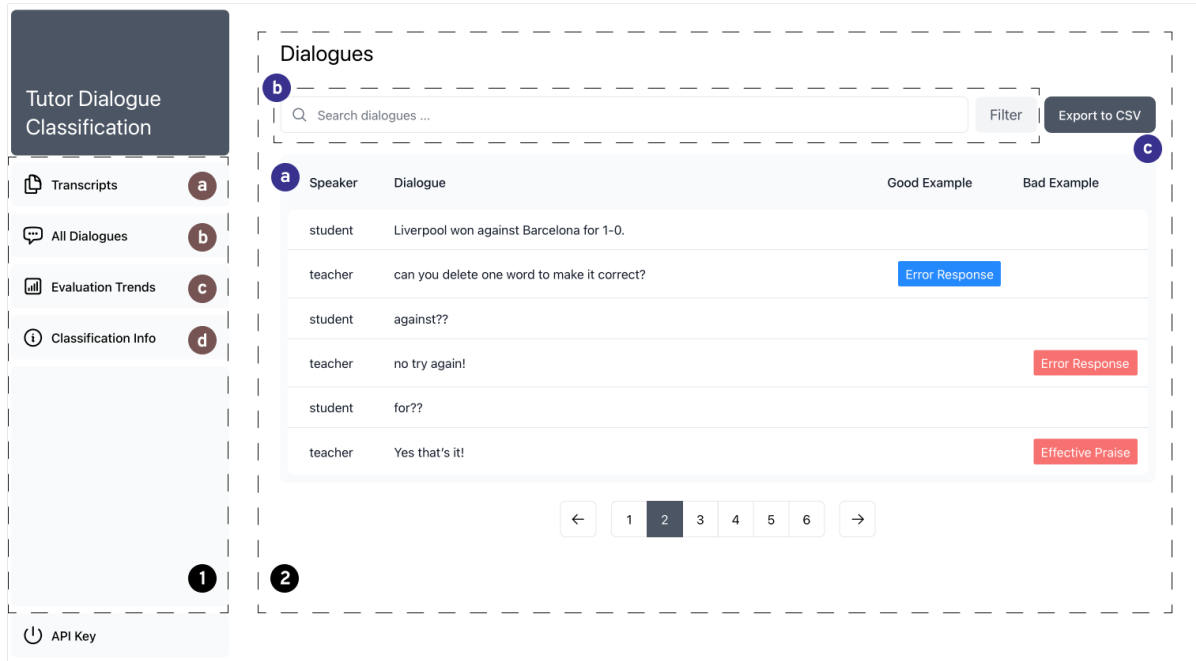 Tutor Dialogue
Classification
Transcripts a
All Dialogues b
Evaluation Trends c
Classification Info d
1
API Key
Dialogues
b
Search dialogues ...
Filter
Export to CSV
c
a
Speaker Dialogue Good Example Bad Example
student Liverpool won against Barcelona for 1-0.
teacher can you delete one word to make it correct? Error Response
student against??
teacher no try again! Error Response
student for??
teacher Yes that's it! Effective Praise
← 1 2 3 4 5 6 →
2